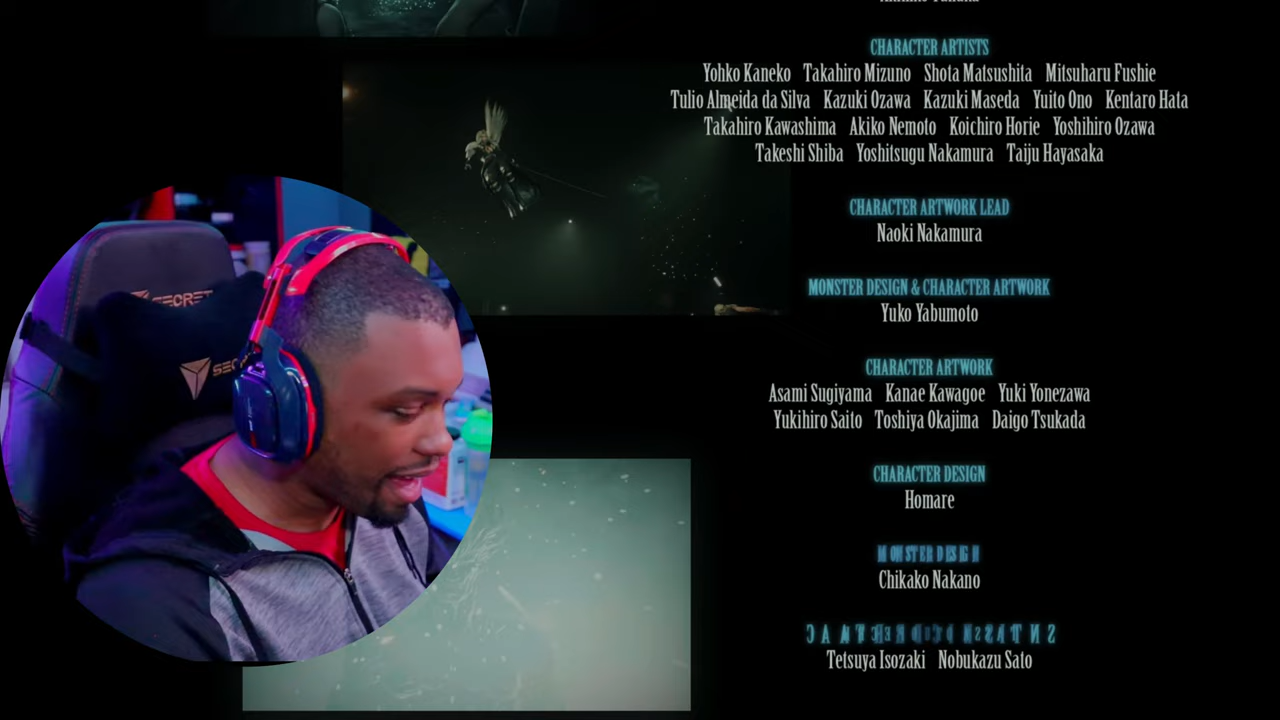 CHARACTER ARTISTS
Yohko Kaneko Takahiro Mizuno Shota Matsushita Mitsuharu Fushie
Tulio Almeida da Silva Kazuki Ozawa Kazuki Maseda Yuito Ono Kentaro Hata
Takahiro Kawashima Akiko Nemoto Koichiro Horie Yoshihiro Ozawa
Takeshi Shiba Yoshitsugu Nakamura Taiju Hayasaka
CHARACTER ARTWORK LEAD
Naoki Nakamura
MONSTER DESIGN & CHARACTER ARTWORK
Yuko Yabumoto
CHARACTER ARTWORK
Asami Sugiyama Kanae Kawagoe Yuki Yonezawa
Yukihiro Saito Toshiya Okajima Daigo Tsukada
CHARACTER DESIGN
Homare
MONSTER DESIGN
Chikako Nakano
Tetsuya Isozaki Nobukazu Sato